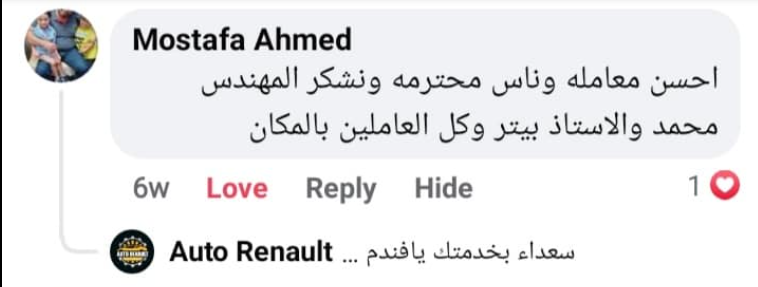 Mostafa Ahmed
احسن معامله وناس محترمه ونشكر المهندس
محمد والاستاذ بيتر وكل العاملين بالمكان
6w Love Reply Hide 1
Auto Renault سعداء بخدمتك يافندم ...